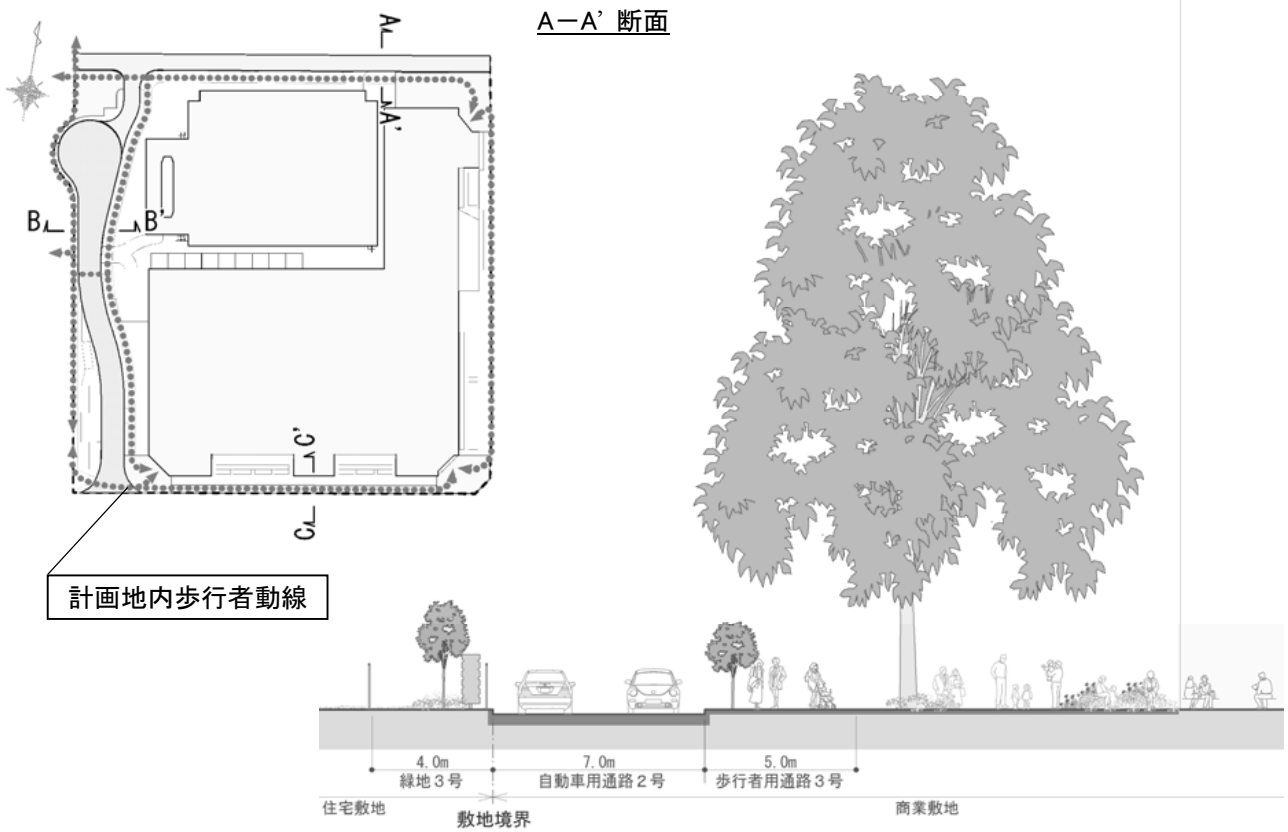 A-A' 断面
A
A'
B
B'
C'
C
計画地内歩行者動線
4.0m
7.0m
5.0m
緑地3号
自動車用通路2号
歩行者用通路3号
住宅敷地
敷地境界
商業敷地